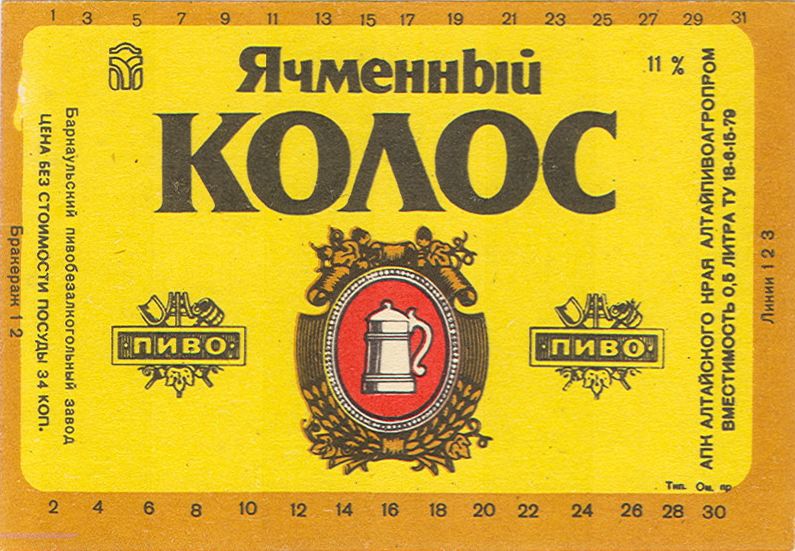 1 3 5 7 9 11 13 15 17 19 21 23 25 27 29 31
Ячменный
КОЛОС
11 %
Барнаульский пивобезалкогольный завод
ЦЕНА БЕЗ СТОИМОСТИ ПОСУДЫ 34 КОП.
Бракераж 1 2
ПИВО
ПИВО
АПК АЛТАЙСКОГО КРАЯ АЛТАЙПИВОАГРОПРОМ
ВМЕСТИМОСТЬ 0,5 ЛИТРА ТУ 18-6-15-79
Линии 1 2 3
Тип. Ом. пр
2 4 6 8 10 12 14 16 18 20 22 24 26 28 30